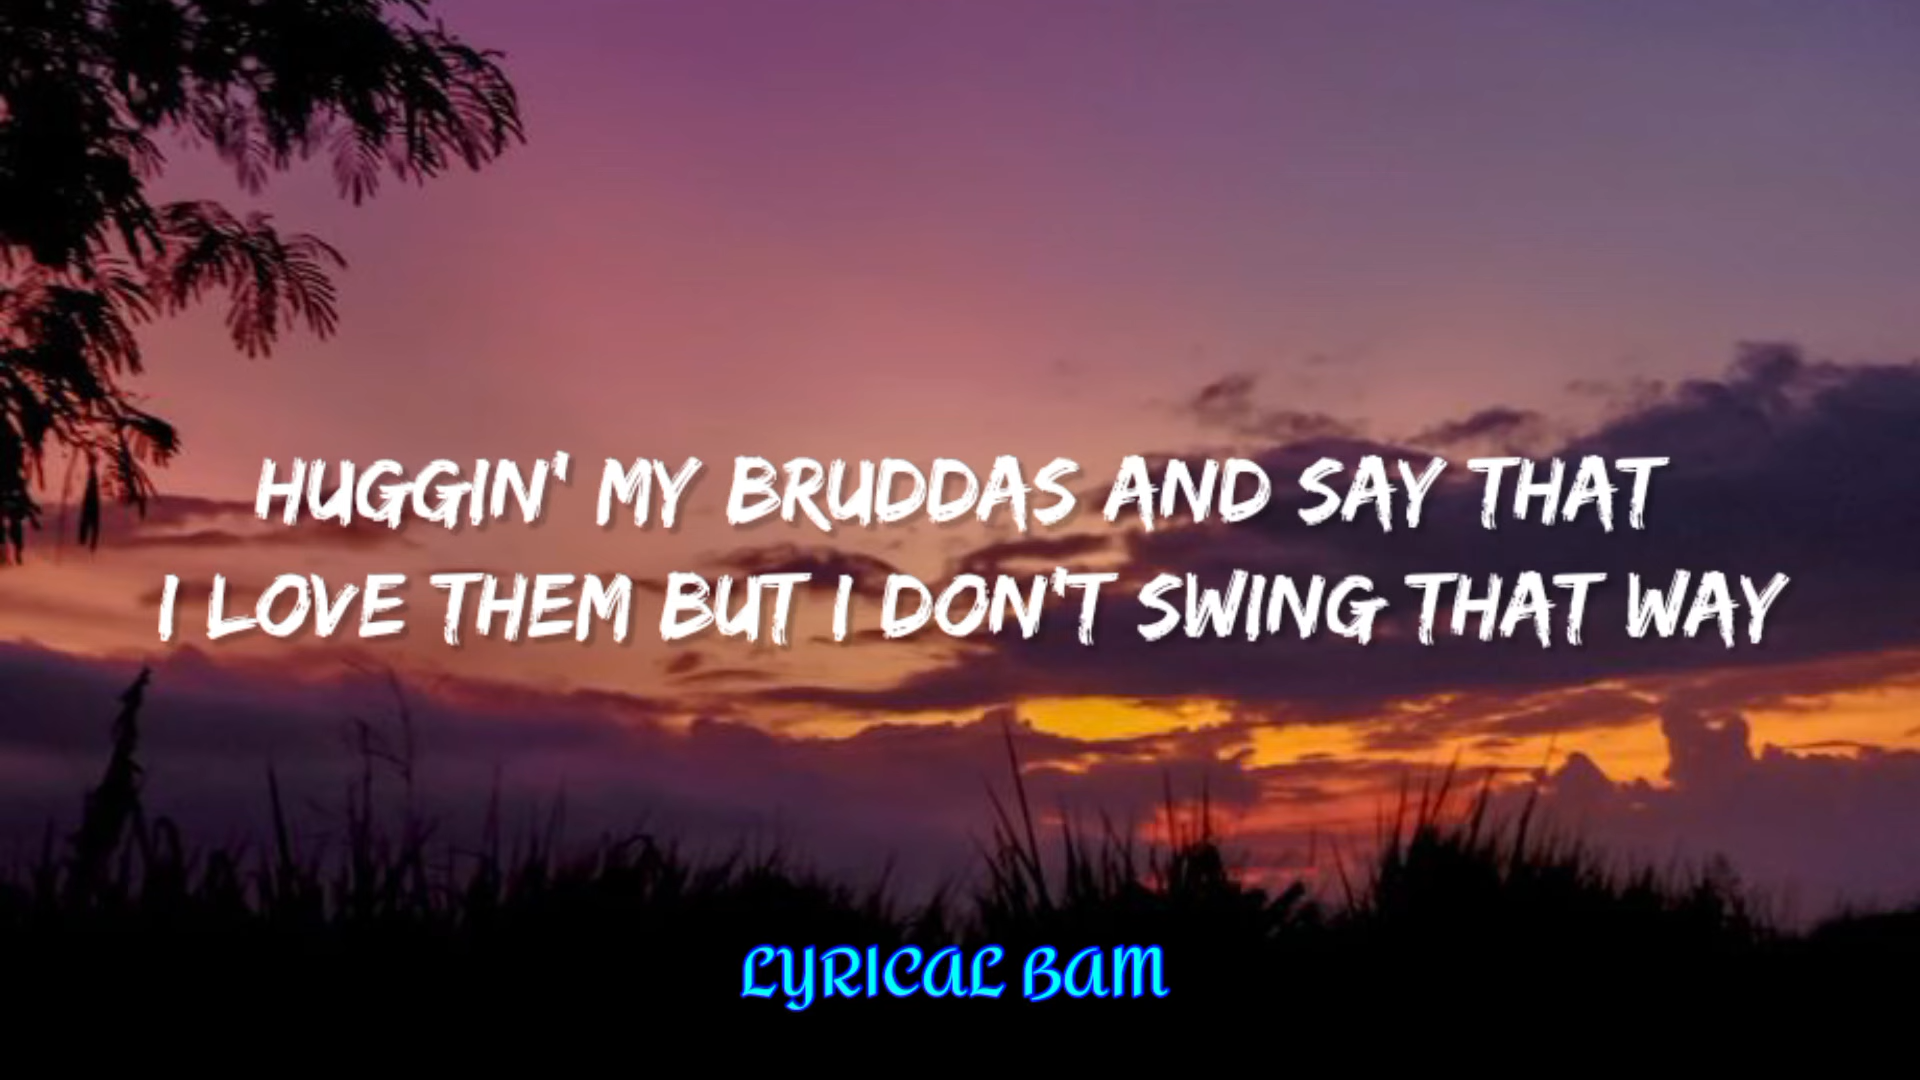 HUGGIN' MY BRUDDAS AND SAY THAT
I LOVE THEM BUT I DON'T SWING THAT WAY
LYRICAL BAM